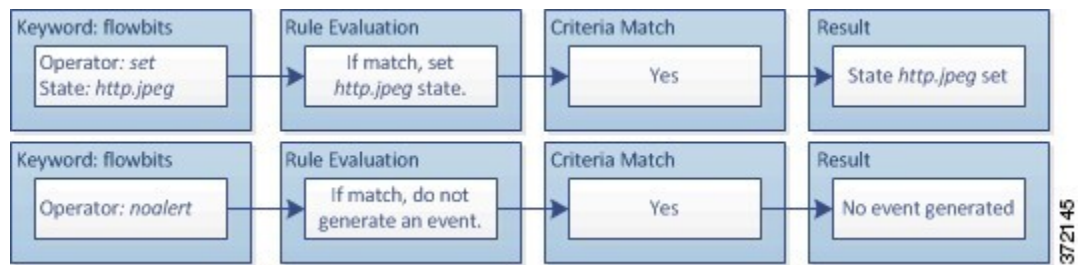 Keyword: flowbits
Operator: set
State: http.jpeg
Rule Evaluation
If match, set
http.jpeg state.
Criteria Match
Yes
Result
State http.jpeg set
Keyword: flowbits
Operator: noalert
Rule Evaluation
If match, do not
generate an event.
Criteria Match
Yes
Result
No event generated
372145